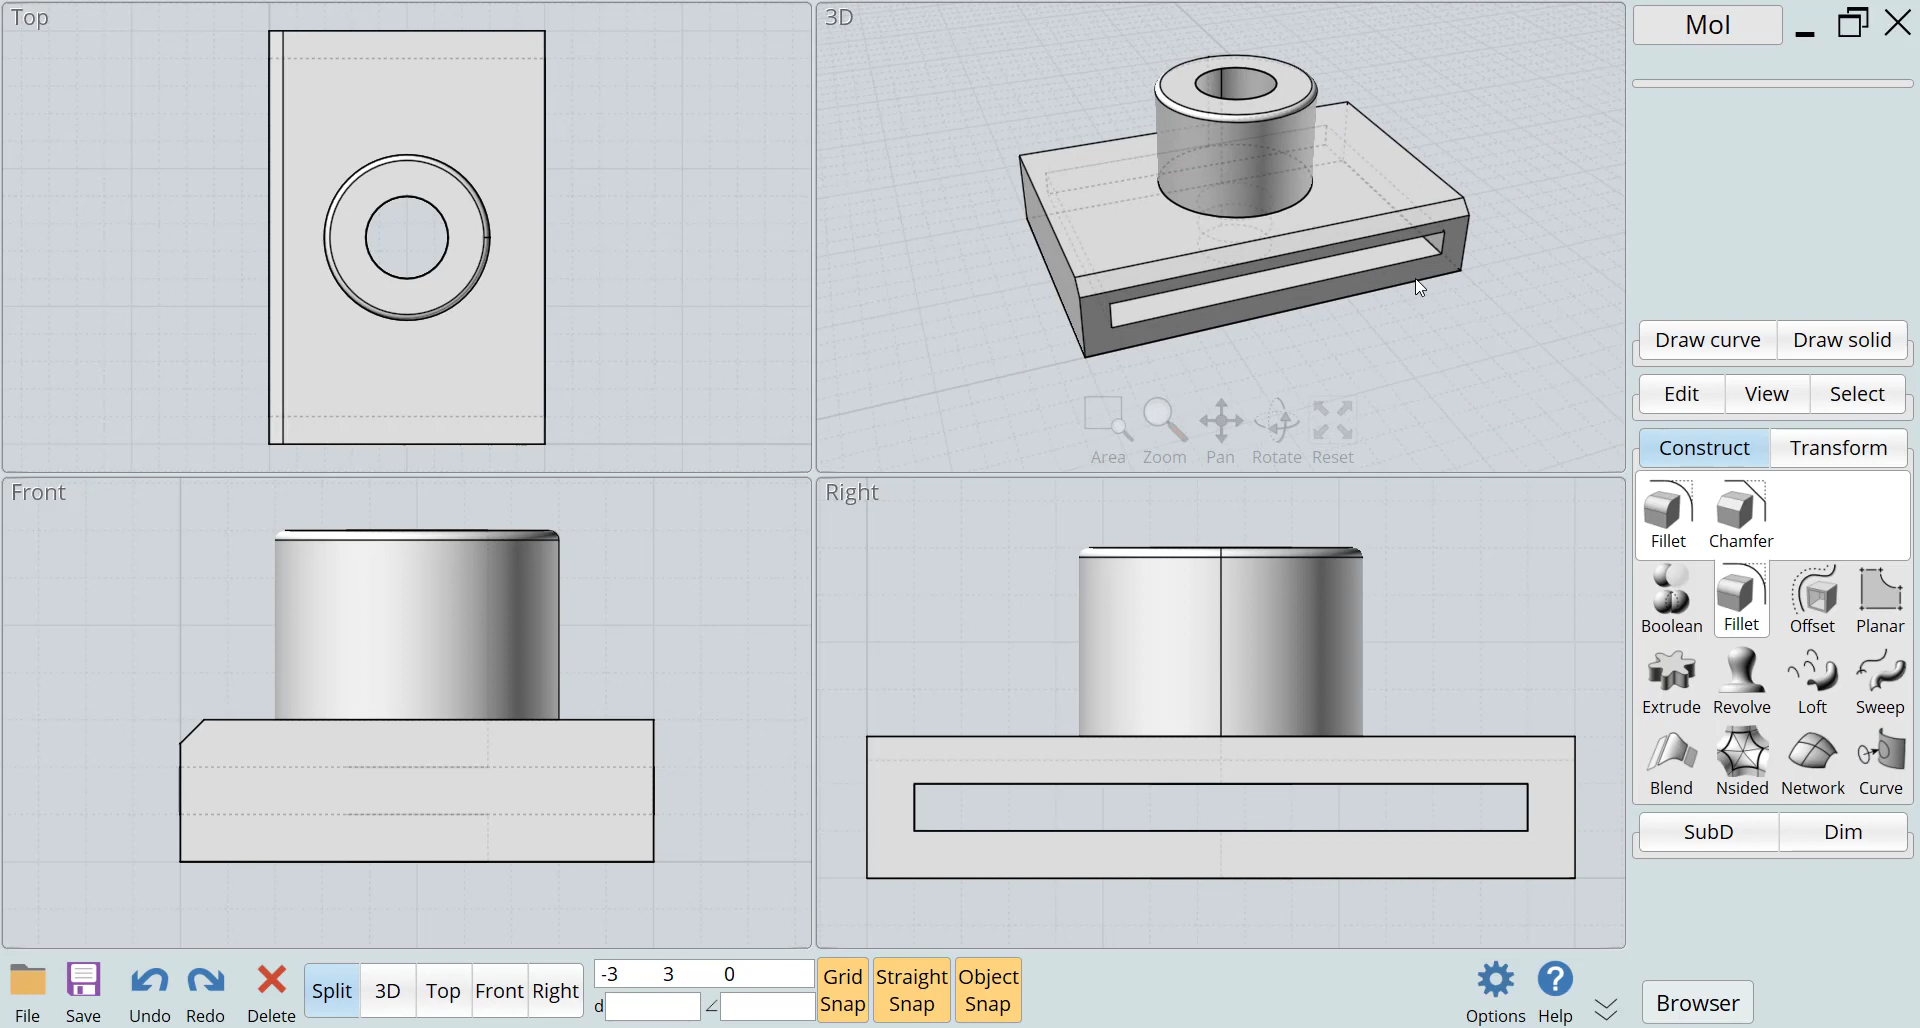 Top
3D
MoI
Area Zoom Pan Rotate Reset
Front
Right
Draw curve Draw solid
Edit View Select
Construct Transform
Fillet Chamfer
Boolean Fillet Offset Planar
Extrude Revolve Loft Sweep
Blend Nsided Network Curve
SubD Dim
File Save Undo Redo Delete
Split 3D Top Front Right
-3 3 0
d ∠
Grid Snap
Straight Snap
Object Snap
Options Help
Browser